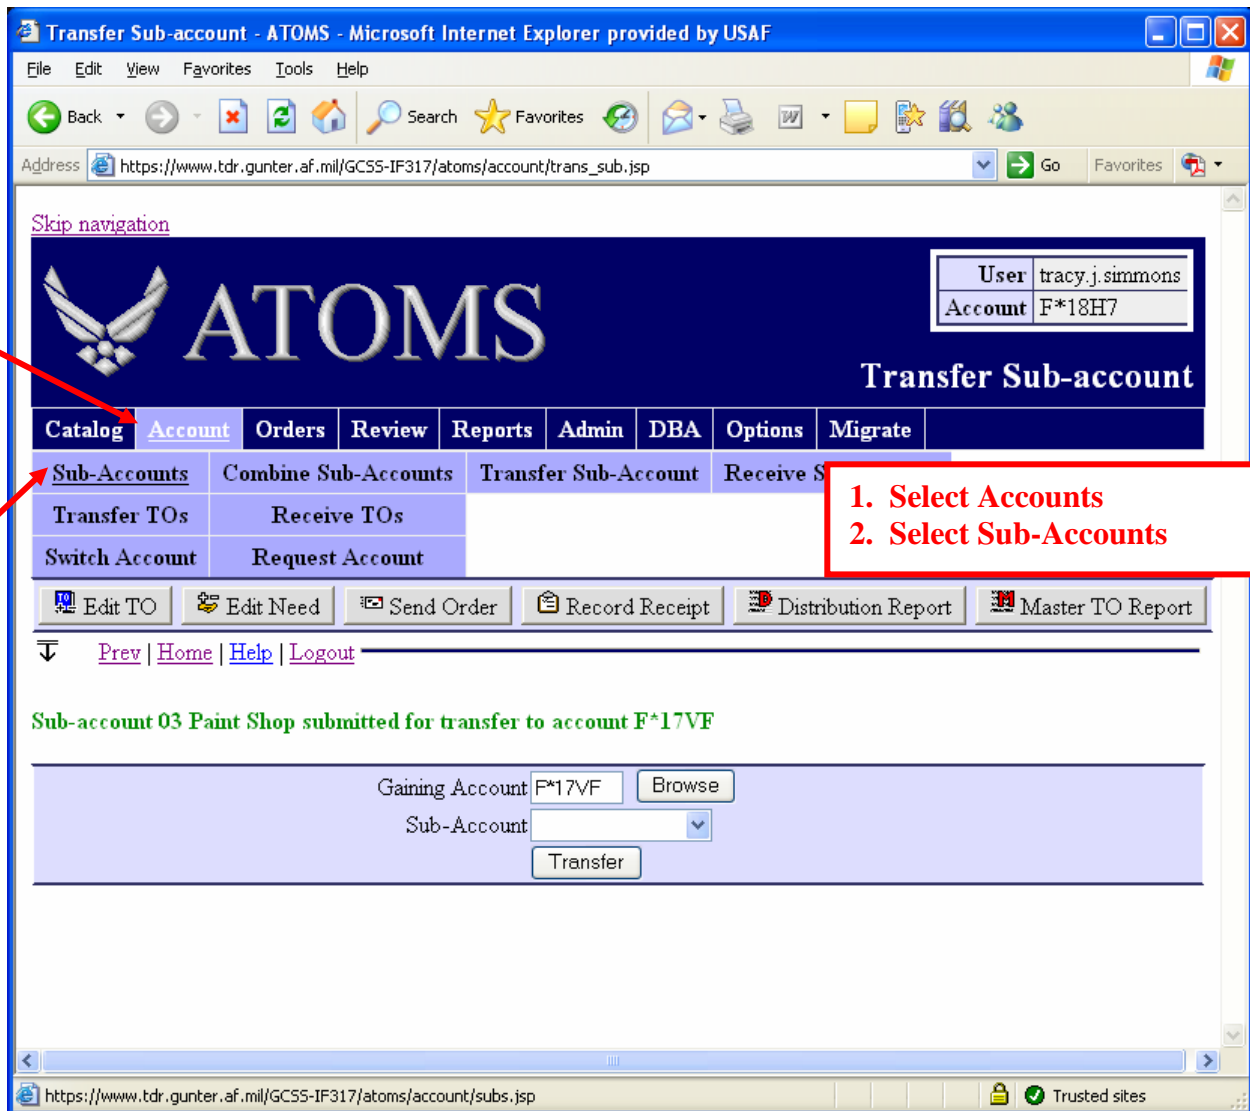 Transfer Sub-account - ATOMS - Microsoft Internet Explorer provided by USAF
File Edit View Favorites Tools Help
Back Search Favorites
Address https://www.tdr.gunter.af.mil/GCSS-IF317/atoms/account/trans_sub.jsp Go Favorites
Skip navigation
ATOMS
User tracy.j.simmons
Account F*18H7
Transfer Sub-account
Catalog Account Orders Review Reports Admin DBA Options Migrate
Sub-Accounts Combine Sub-Accounts Transfer Sub-Account Receive S
Transfer TOs Receive TOs
Switch Account Request Account
1. Select Accounts
2. Select Sub-Accounts
Edit TO Edit Need Send Order Record Receipt Distribution Report Master TO Report
Prev | Home | Help | Logout
Sub-account 03 Paint Shop submitted for transfer to account F*17VF
Gaining Account F*17VF Browse
Sub-Account
Transfer
https://www.tdr.gunter.af.mil/GCSS-IF317/atoms/account/subs.jsp Trusted sites